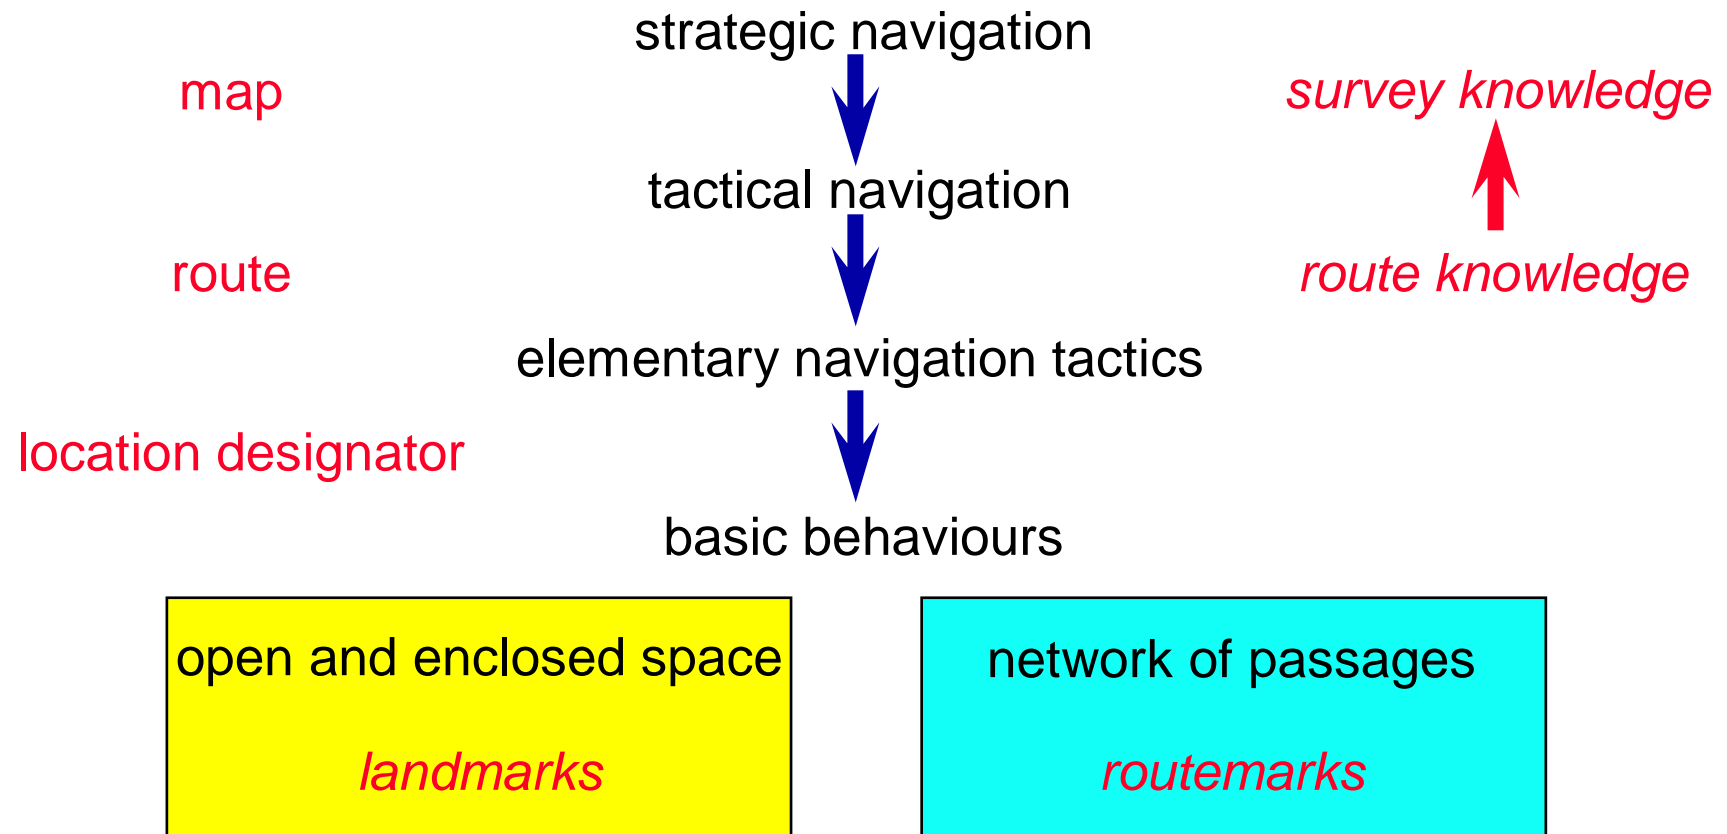 strategic navigation
map
survey knowledge
tactical navigation
route
route knowledge
elementary navigation tactics
location designator
basic behaviours
open and enclosed space
network of passages
landmarks
routemarks